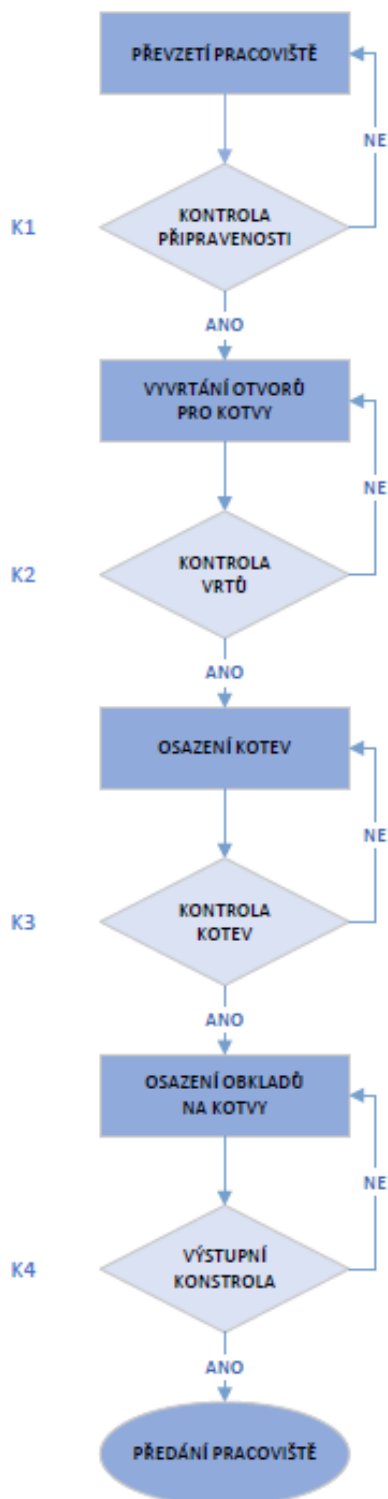 PŘEVZETÍ PRACOVIŠTĚ
NE
K1
KONTROLA
PŘIPRAVENOSTI
ANO
VYVRTÁNÍ OTVORŮ
PRO KOTVY
NE
K2
KONTROLA
VRTŮ
ANO
OSAZENÍ KOTEV
NE
K3
KONTROLA
KOTEV
ANO
OSAZENÍ OBKLADŮ
NA KOTVY
NE
K4
VÝSTUPNÍ
KONSTROLA
ANO
PŘEDÁNÍ PRACOVIŠTĚ